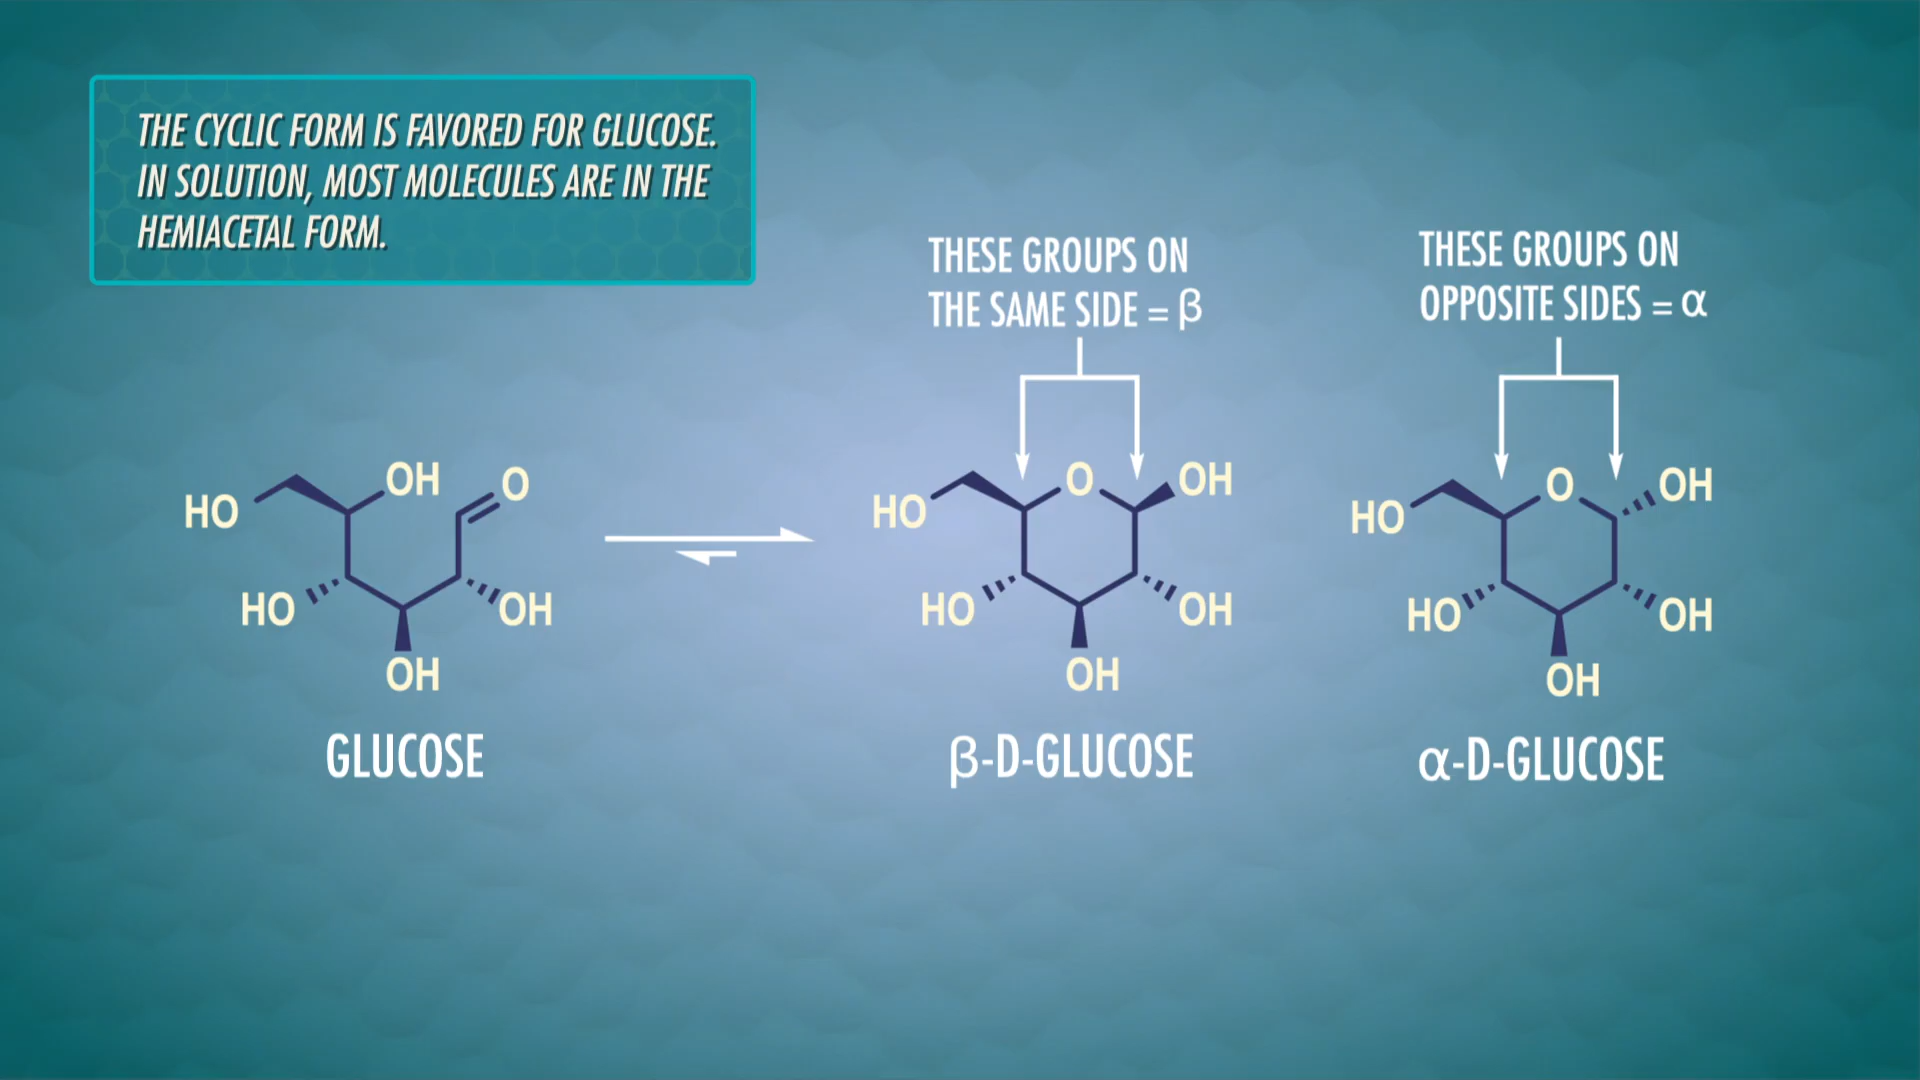 THE CYCLIC FORM IS FAVORED FOR GLUCOSE.
IN SOLUTION, MOST MOLECULES ARE IN THE
HEMIACETAL FORM.
THESE GROUPS ON
THE SAME SIDE = β
THESE GROUPS ON
OPPOSITE SIDES = α
HO OH O
HO OH
OH
GLUCOSE
HO O OH
HO OH
OH
β-D-GLUCOSE
HO O OH
HO OH
OH
α-D-GLUCOSE